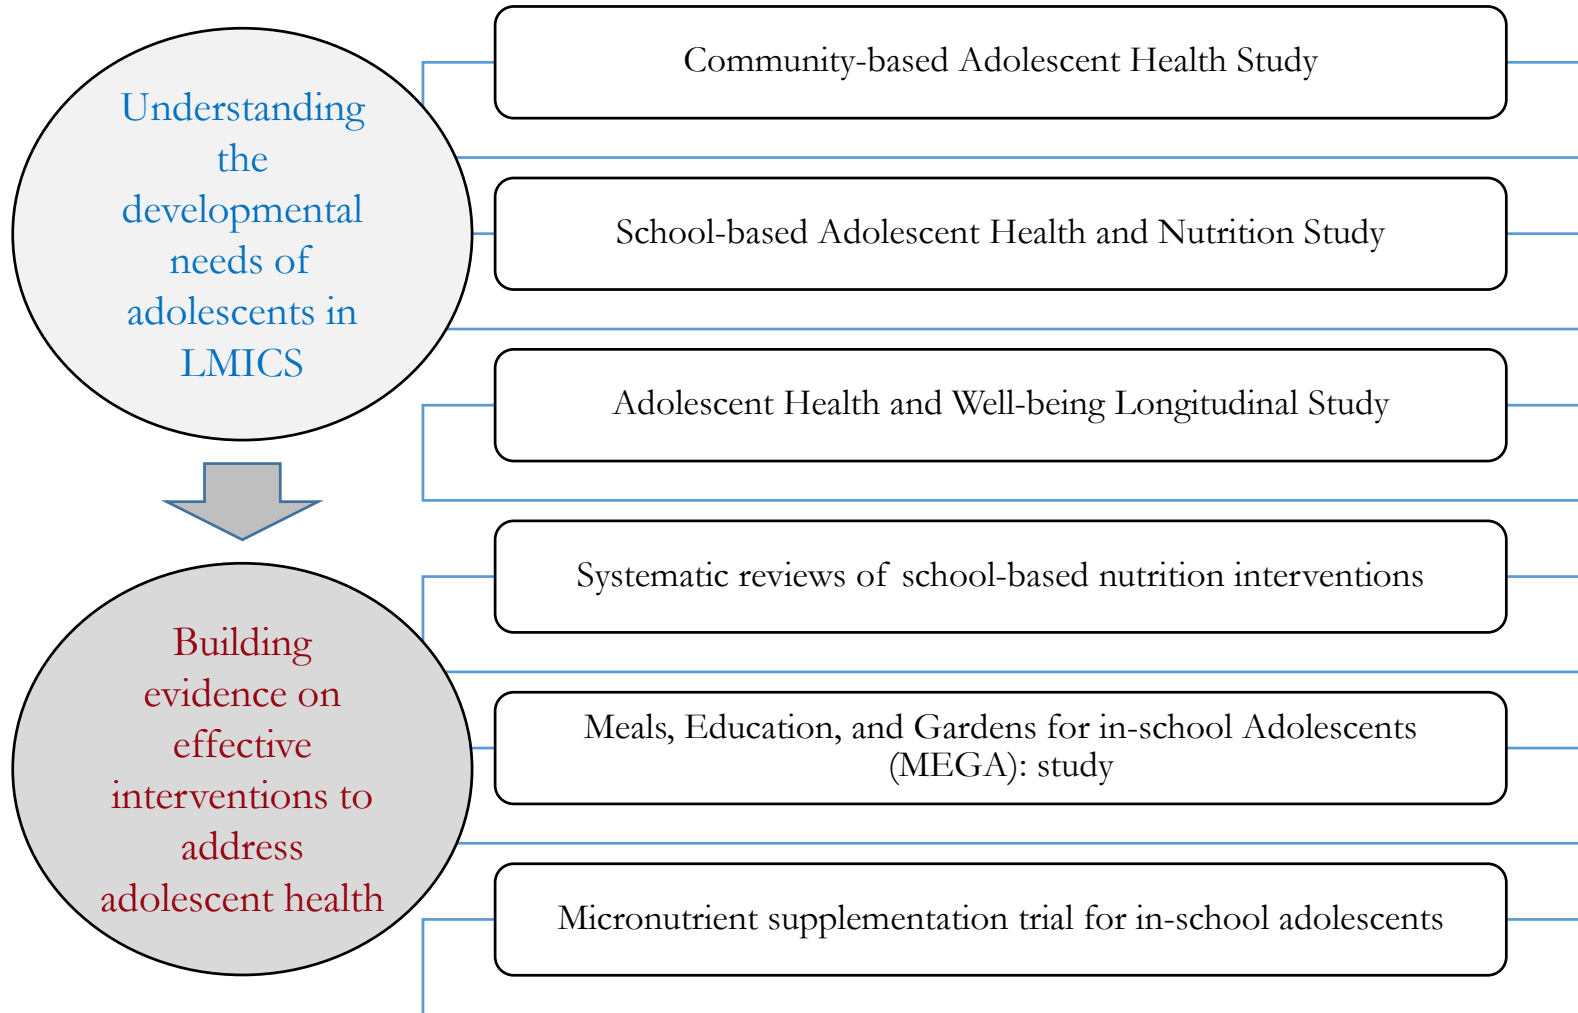 Understanding
the
developmental
needs of
adolescents in
LMICS
Community-based Adolescent Health Study
School-based Adolescent Health and Nutrition Study
Adolescent Health and Well-being Longitudinal Study
Building
evidence on
effective
interventions to
address
adolescent health
Systematic reviews of school-based nutrition interventions
Meals, Education, and Gardens for in-school Adolescents
(MEGA): study
Micronutrient supplementation trial for in-school adolescents